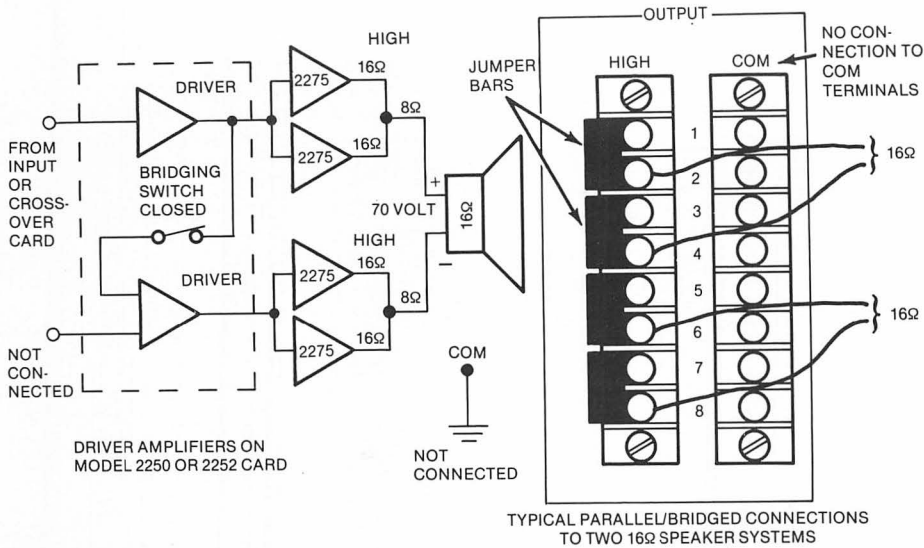 OUTPUT
HIGH
16Ω
DRIVER
2275
8Ω
2275
16Ω
FROM
INPUT
OR
CROSS-
OVER
CARD
BRIDGING
SWITCH
CLOSED
+
70 VOLT
16Ω
–
HIGH
16Ω
DRIVER
2275
8Ω
2275
16Ω
NOT
CON-
NECTED
COM
NOT
CONNECTED
DRIVER AMPLIFIERS ON
MODEL 2250 OR 2252 CARD
JUMPER
BARS
HIGH
COM
NO CON-
NECTION TO
COM
TERMINALS
1
2
3
4
5
6
7
8
16Ω
16Ω
TYPICAL PARALLEL/BRIDGED CONNECTIONS
TO TWO 16Ω SPEAKER SYSTEMS